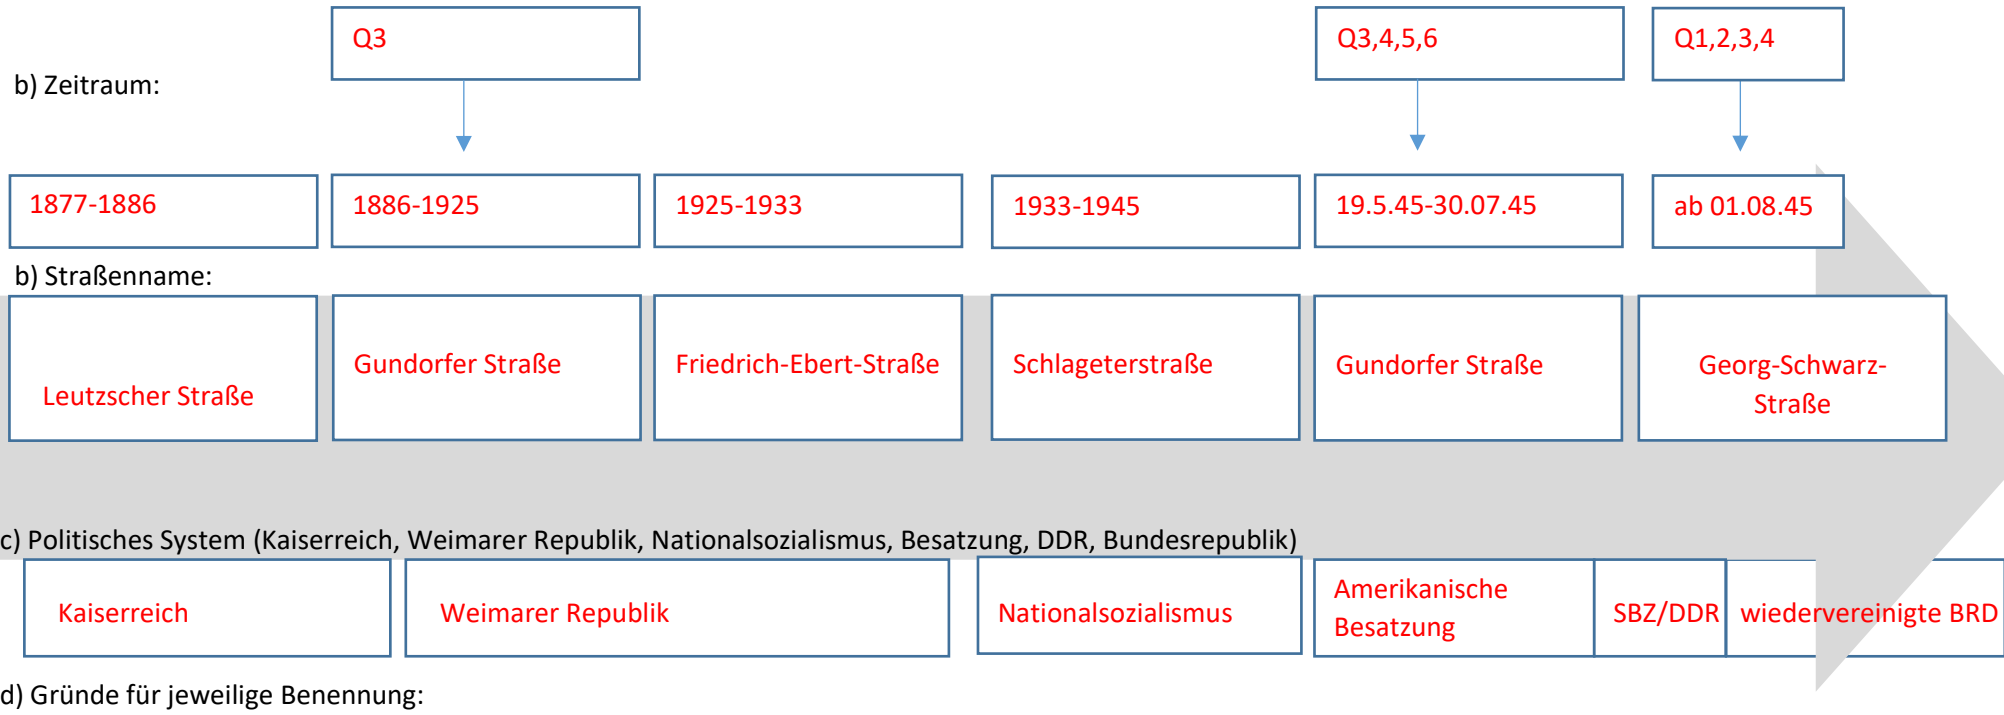 Q3
Q3,4,5,6
Q1,2,3,4
b) Zeitraum:
1877-1886
1886-1925
1925-1933
1933-1945
19.5.45-30.07.45
ab 01.08.45
b) Straßenname:
Leutzscher Straße
Gundorfer Straße
Friedrich-Ebert-Straße
Schlageterstraße
Gundorfer Straße
Georg-Schwarz-
Straße
c) Politisches System (Kaiserreich, Weimarer Republik, Nationalsozialismus, Besatzung, DDR, Bundesrepublik)
Kaiserreich
Weimarer Republik
Nationalsozialismus
Amerikanische
Besatzung
SBZ/DDR
wiedervereinigte BRD
d) Gründe für jeweilige Benennung: